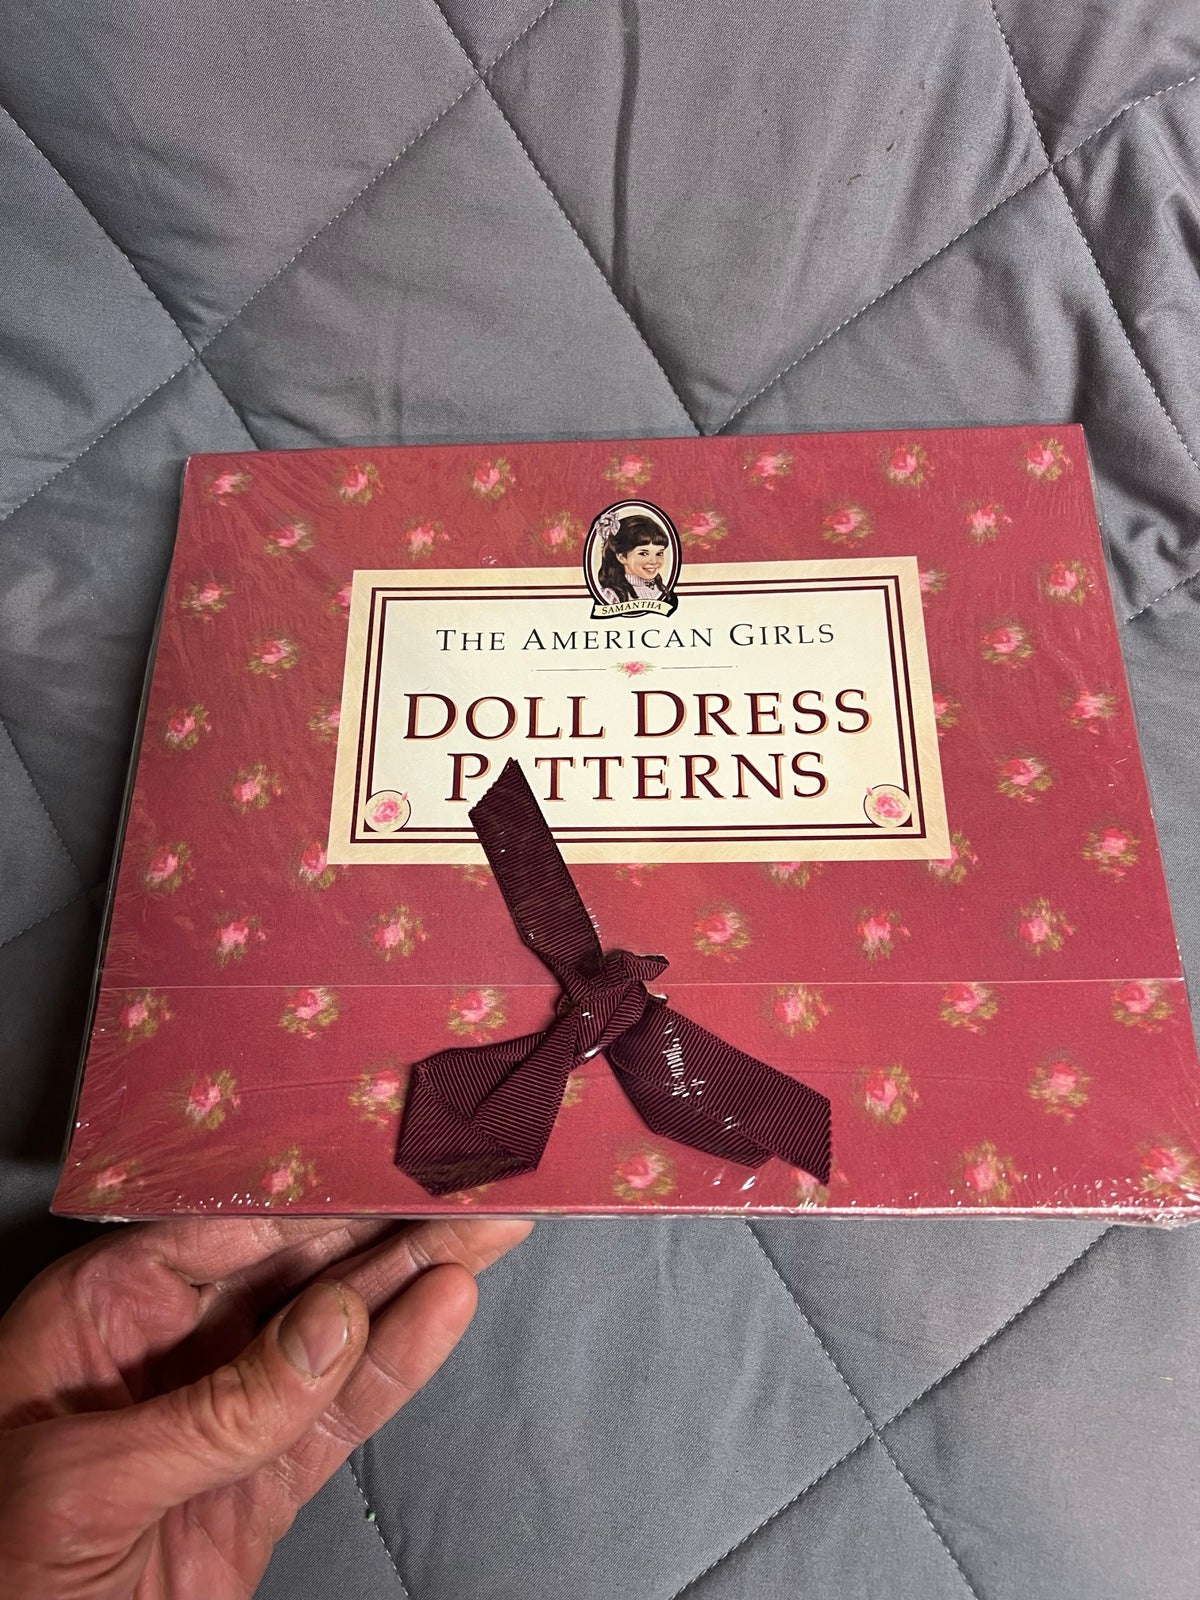 SAMANTHA
THE AMERICAN GIRLS
DOLL DRESS
PATTERNS